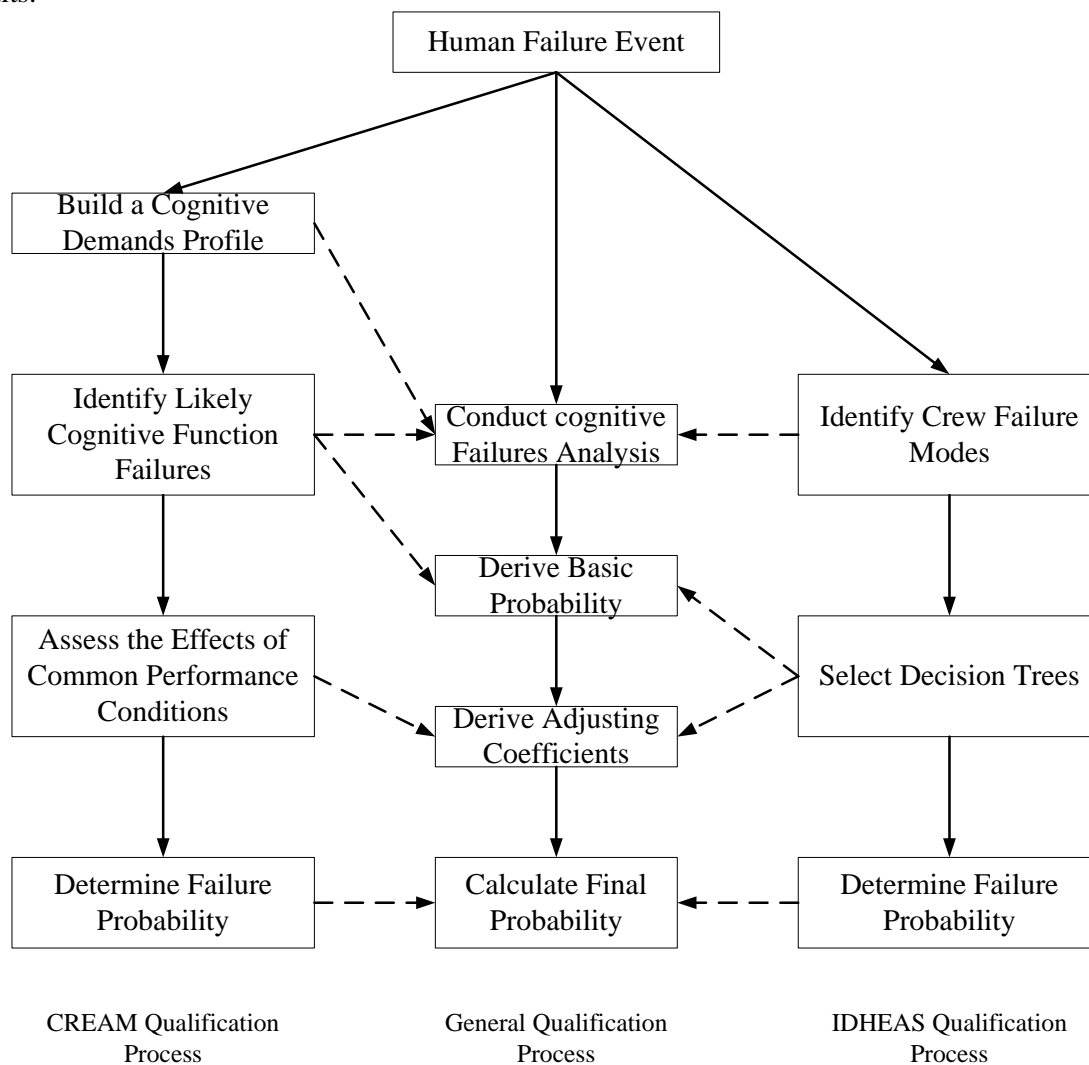 Human Failure Event
Build a Cognitive
Demands Profile
Identify Likely
Cognitive Function
Failures
Conduct cognitive
Failures Analysis
Identify Crew Failure
Modes
Derive Basic
Probability
Assess the Effects of
Common Performance
Conditions
Select Decision Trees
Derive Adjusting
Coefficients
Determine Failure
Probability
Calculate Final
Probability
Determine Failure
Probability
CREAM Qualification
Process
General Qualification
Process
IDHEAS Qualification
Process